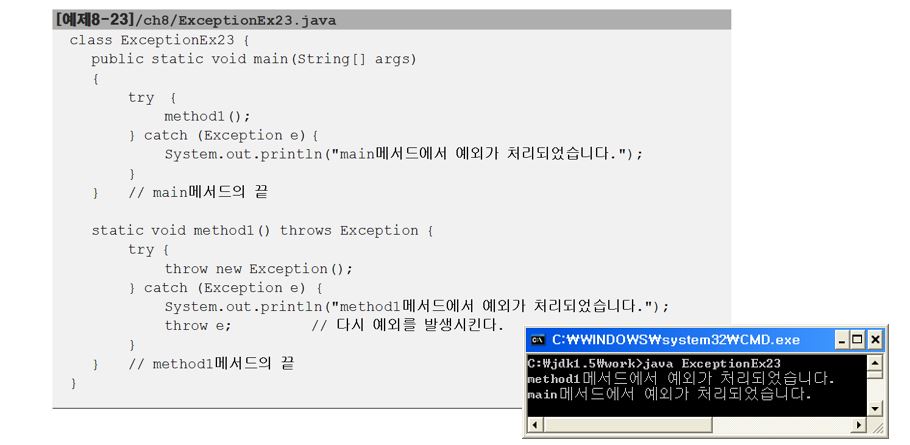 [예제8-23]/ch8/ExceptionEx23.java
class ExceptionEx23 {
public static void main(String[] args)
{
try {
method1();
} catch (Exception e) {
System.out.println("main메서드에서 예외가 처리되었습니다.");
}
} // main메서드의 끝
static void method1() throws Exception {
try {
throw new Exception();
} catch (Exception e) {
System.out.println("method1메서드에서 예외가 처리되었습니다.");
throw e; // 다시 예외를 발생시킨다.
}
} // method1메서드의 끝
}
C:₩WINDOWS₩system32₩CMD.exe
C:₩jdk1.5₩work>java ExceptionEx23
method1메서드에서 예외가 처리되었습니다.
main메서드에서 예외가 처리되었습니다.